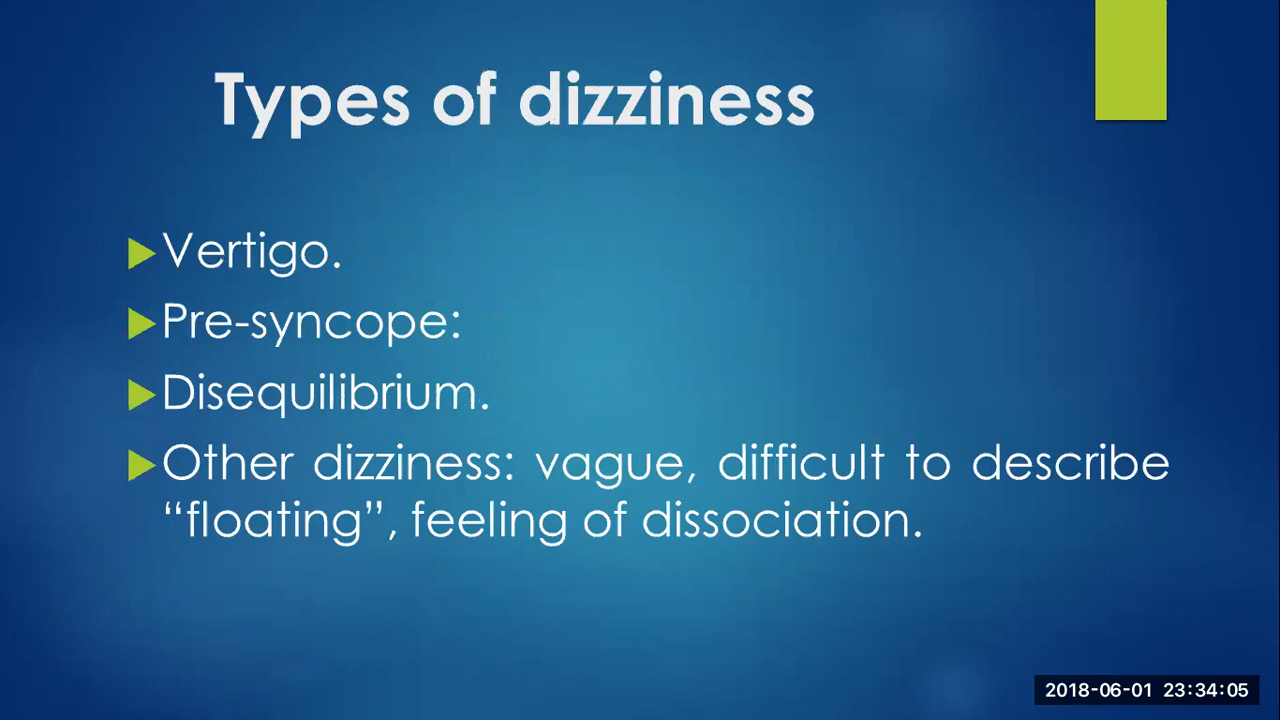 Types of dizziness
Vertigo.
Pre-syncope:
Disequilibrium.
Other dizziness: vague, difficult to describe
“floating”, feeling of dissociation.
2018-06-01 23:34:05